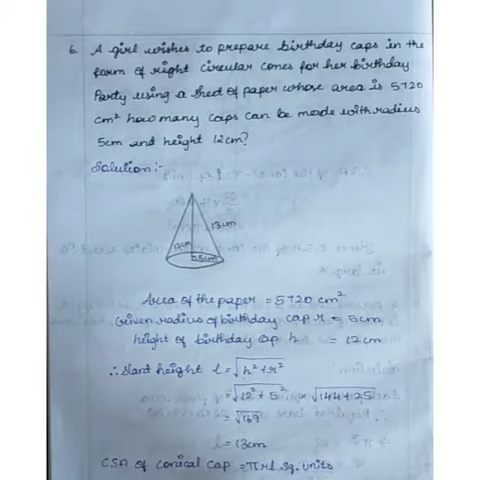 6. A girl wishes to prepare birthday caps in the
form of right circular cones for her birthday
Party using a sheet of paper whose area is 5720
cm² how many caps can be made with radius
5cm and height 12cm?
Solution:-
13cm
12cm
5cm
Area of the paper = 5720 cm²
Given radius of birthday cap r = 5cm
height of birthday cap h = 12cm
∴ Slant height l = √h²+r²
= √12²+5² = √144+25
= √169
l = 13cm
CSA of conical cap = πrl Sq. units